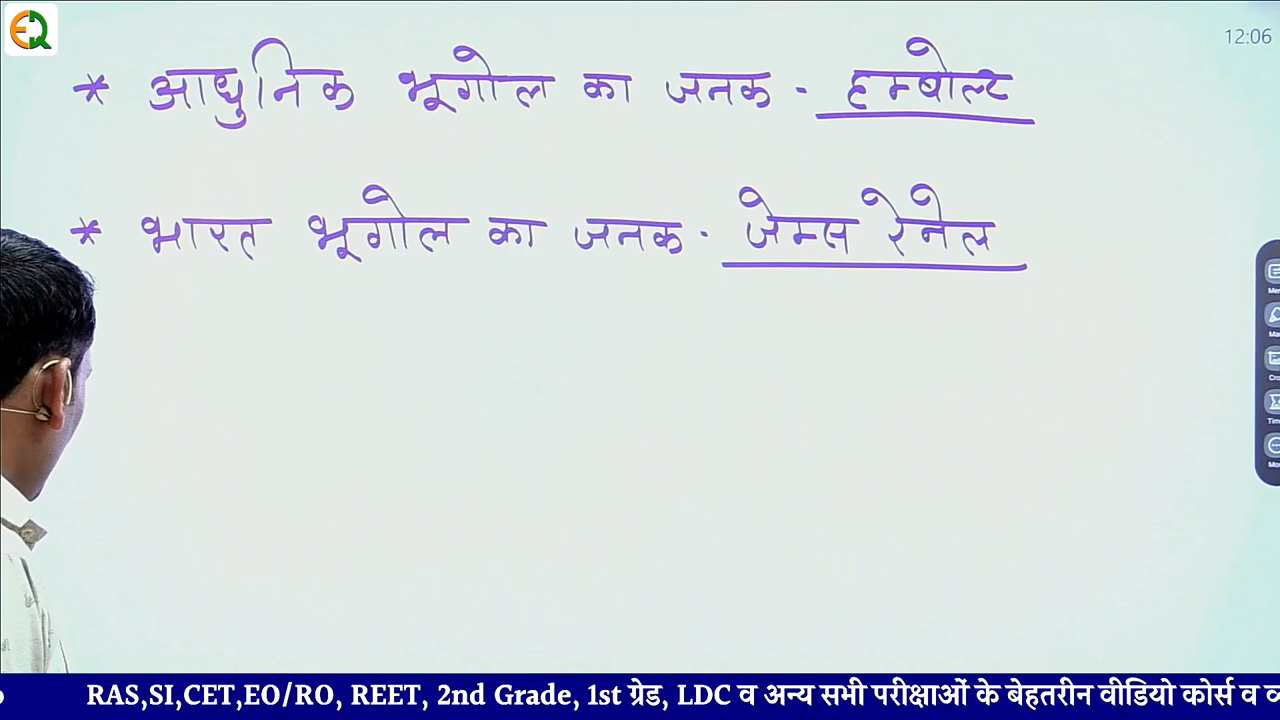 12:06
* आधुनिक भूगोल का जनक - हम्बोल्ट
* भारत भूगोल का जनक - जेम्स रेनेल
RAS,SI,CET,EO/RO, REET, 2nd Grade, 1st ग्रेड, LDC व अन्य सभी परीक्षाओं के बेहतरीन वीडियो कोर्स व